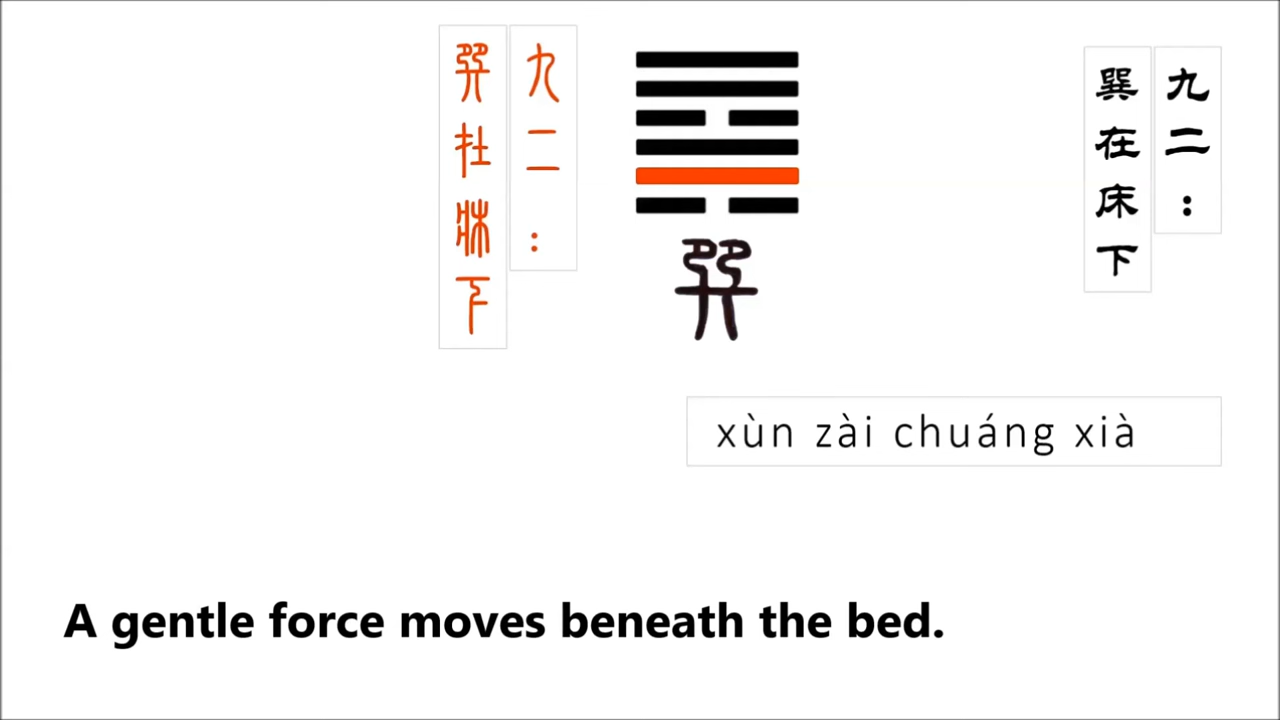 九二：
巽在牀下
巽
九二：
巽在床下
xùn zài chuáng xià
A gentle force moves beneath the bed.